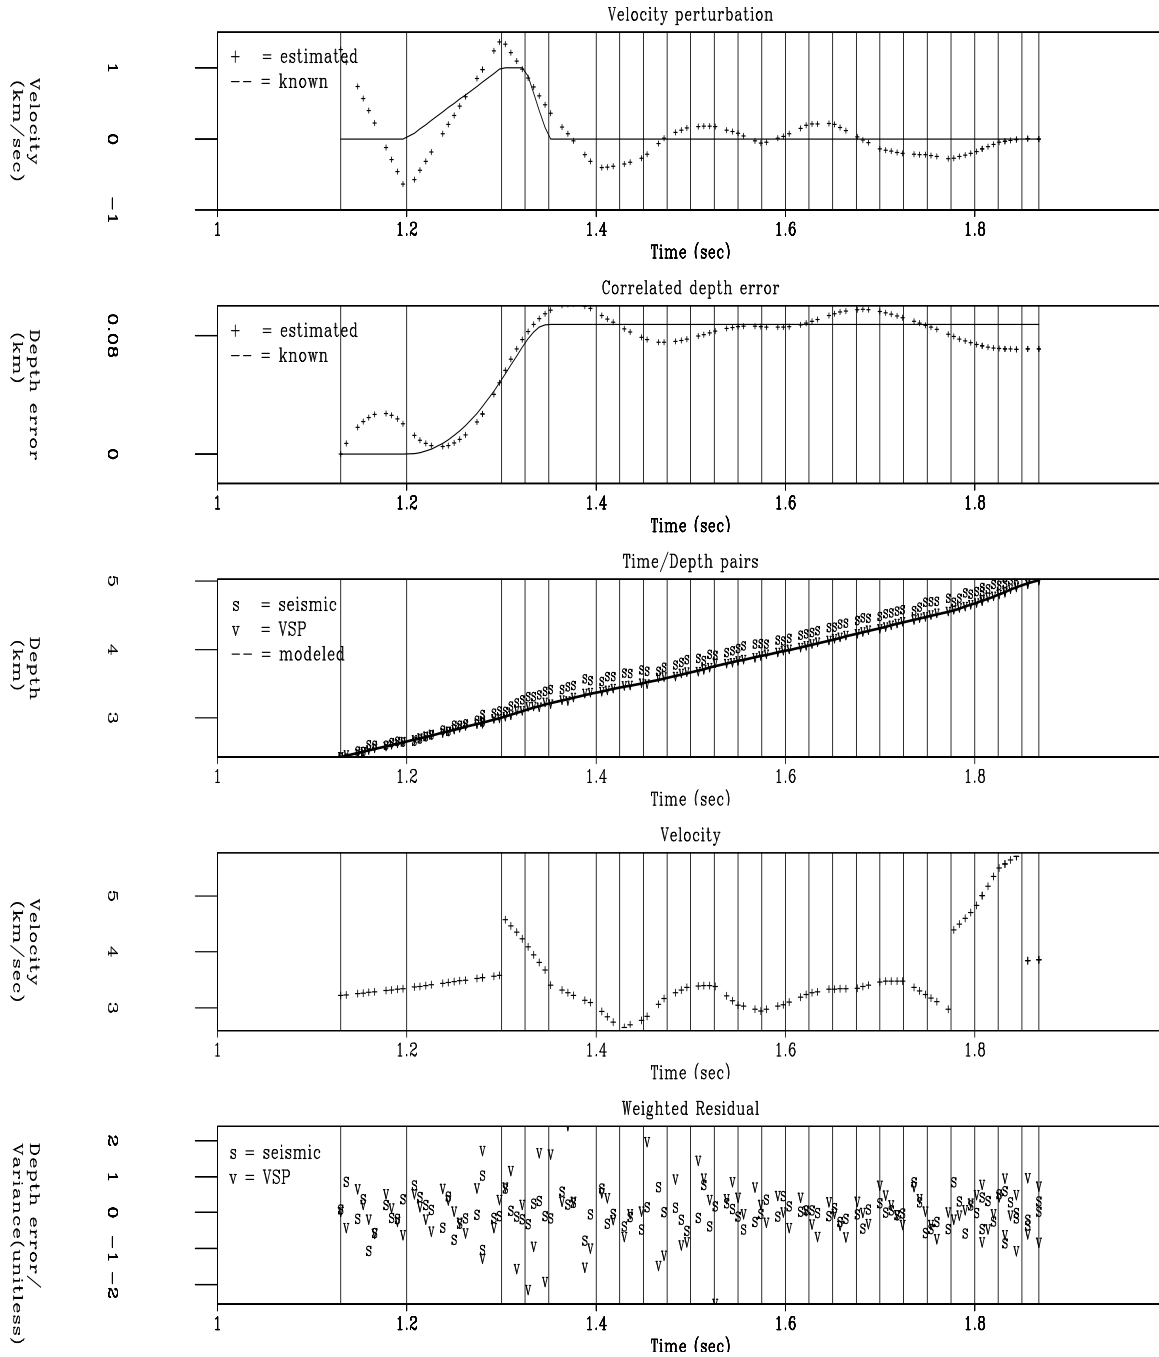 Velocity perturbation
+ = estimated
-- = known
Velocity
(km/sec)
1
0
-1
1 1.2 1.4 1.6 1.8
Time (sec)
Correlated depth error
+ = estimated
-- = known
Depth error
(km)
0.08
0
1 1.2 1.4 1.6 1.8
Time (sec)
Time/Depth pairs
s = seismic
v = VSP
-- = modeled
Depth
(km)
5
4
3
1 1.2 1.4 1.6 1.8
Time (sec)
Velocity
Velocity
(km/sec)
5
4
3
1 1.2 1.4 1.6 1.8
Time (sec)
Weighted Residual
s = seismic
v = VSP
Depth error/
Variance(unitless)
2
1
0
-1
-2
1 1.2 1.4 1.6 1.8
Time (sec)